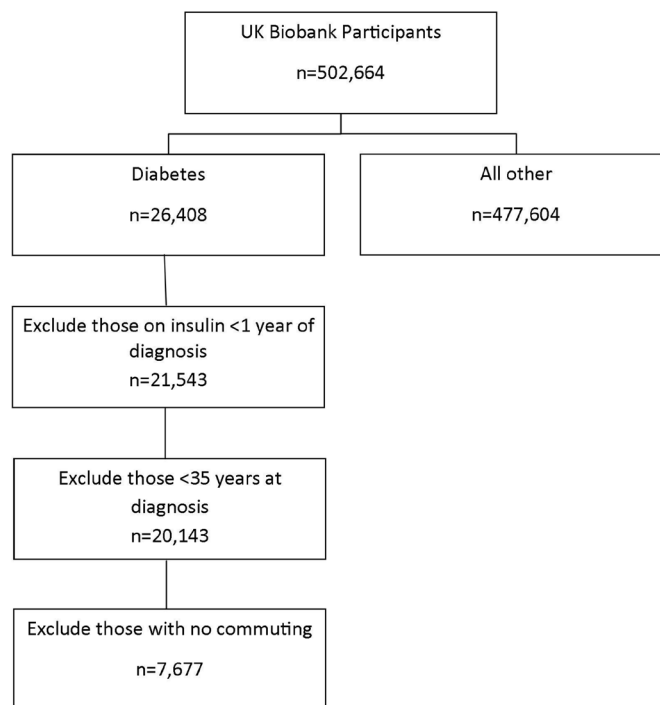 UK Biobank Participants
n=502,664
Diabetes
n=26,408
All other
n=477,604
Exclude those on insulin <1 year of
diagnosis
n=21,543
Exclude those <35 years at
diagnosis
n=20,143
Exclude those with no commuting
n=7,677